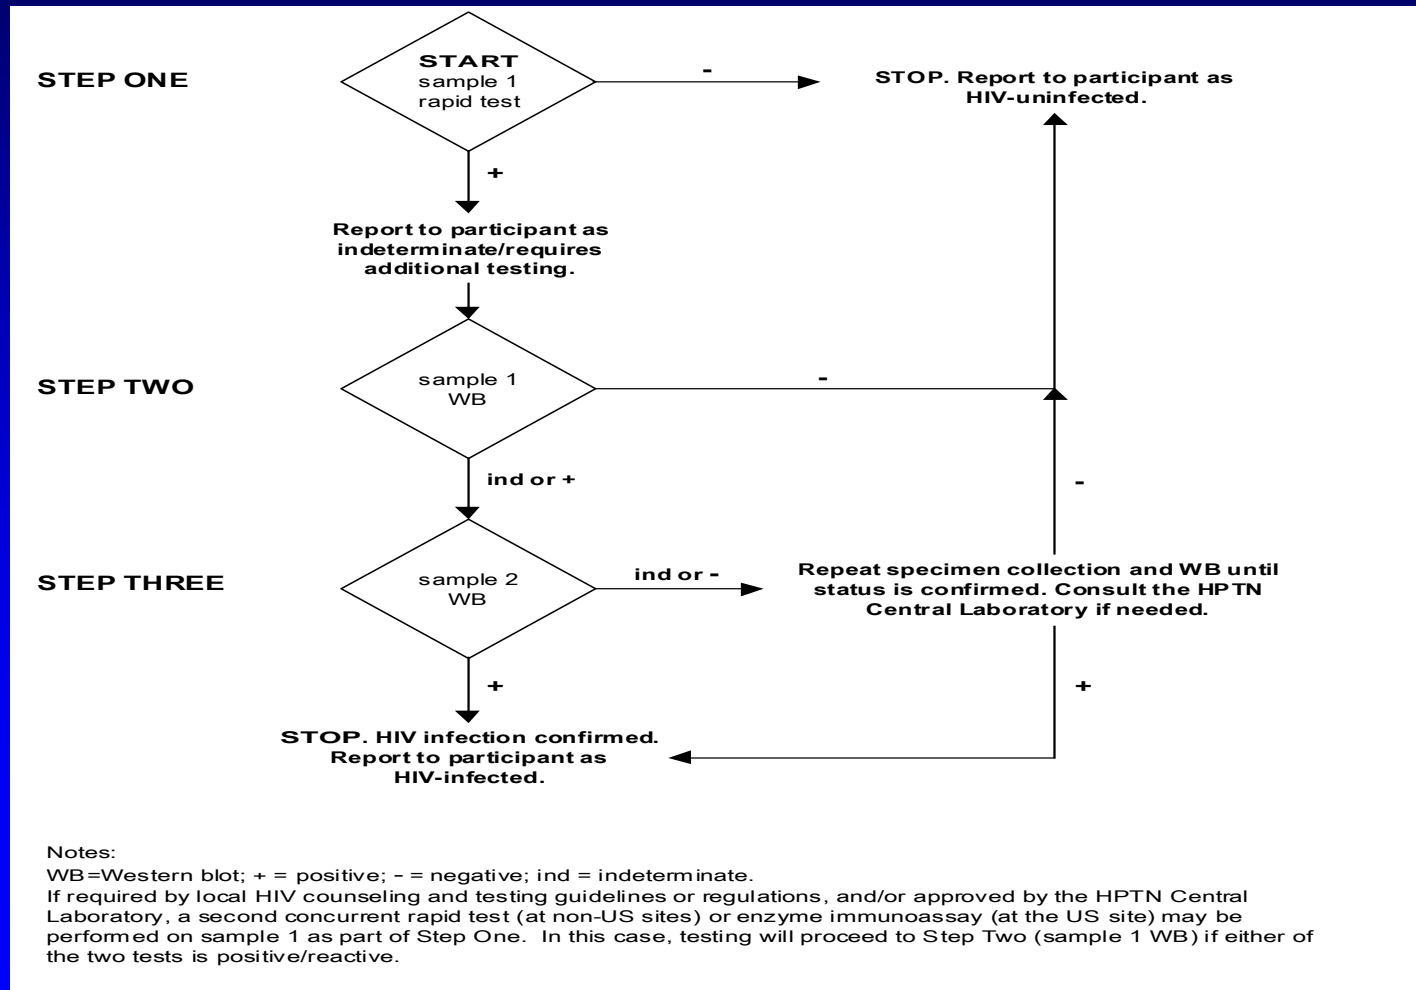 STEP ONE
START
sample 1
rapid test
-
STOP. Report to participant as
HIV-uninfected.
+
Report to participant as
indeterminate/requires
additional testing.
STEP TWO
sample 1
WB
-
ind or +
-
STEP THREE
sample 2
WB
ind or -
Repeat specimen collection and WB until
status is confirmed. Consult the HPTN
Central Laboratory if needed.
+
+
STOP. HIV infection confirmed.
Report to participant as
HIV-infected.
Notes:
WB=Western blot; + = positive; - = negative; ind = indeterminate.
If required by local HIV counseling and testing guidelines or regulations, and/or approved by the HPTN Central
Laboratory, a second concurrent rapid test (at non-US sites) or enzyme immunoassay (at the US site) may be
performed on sample 1 as part of Step One. In this case, testing will proceed to Step Two (sample 1 WB) if either of
the two tests is positive/reactive.